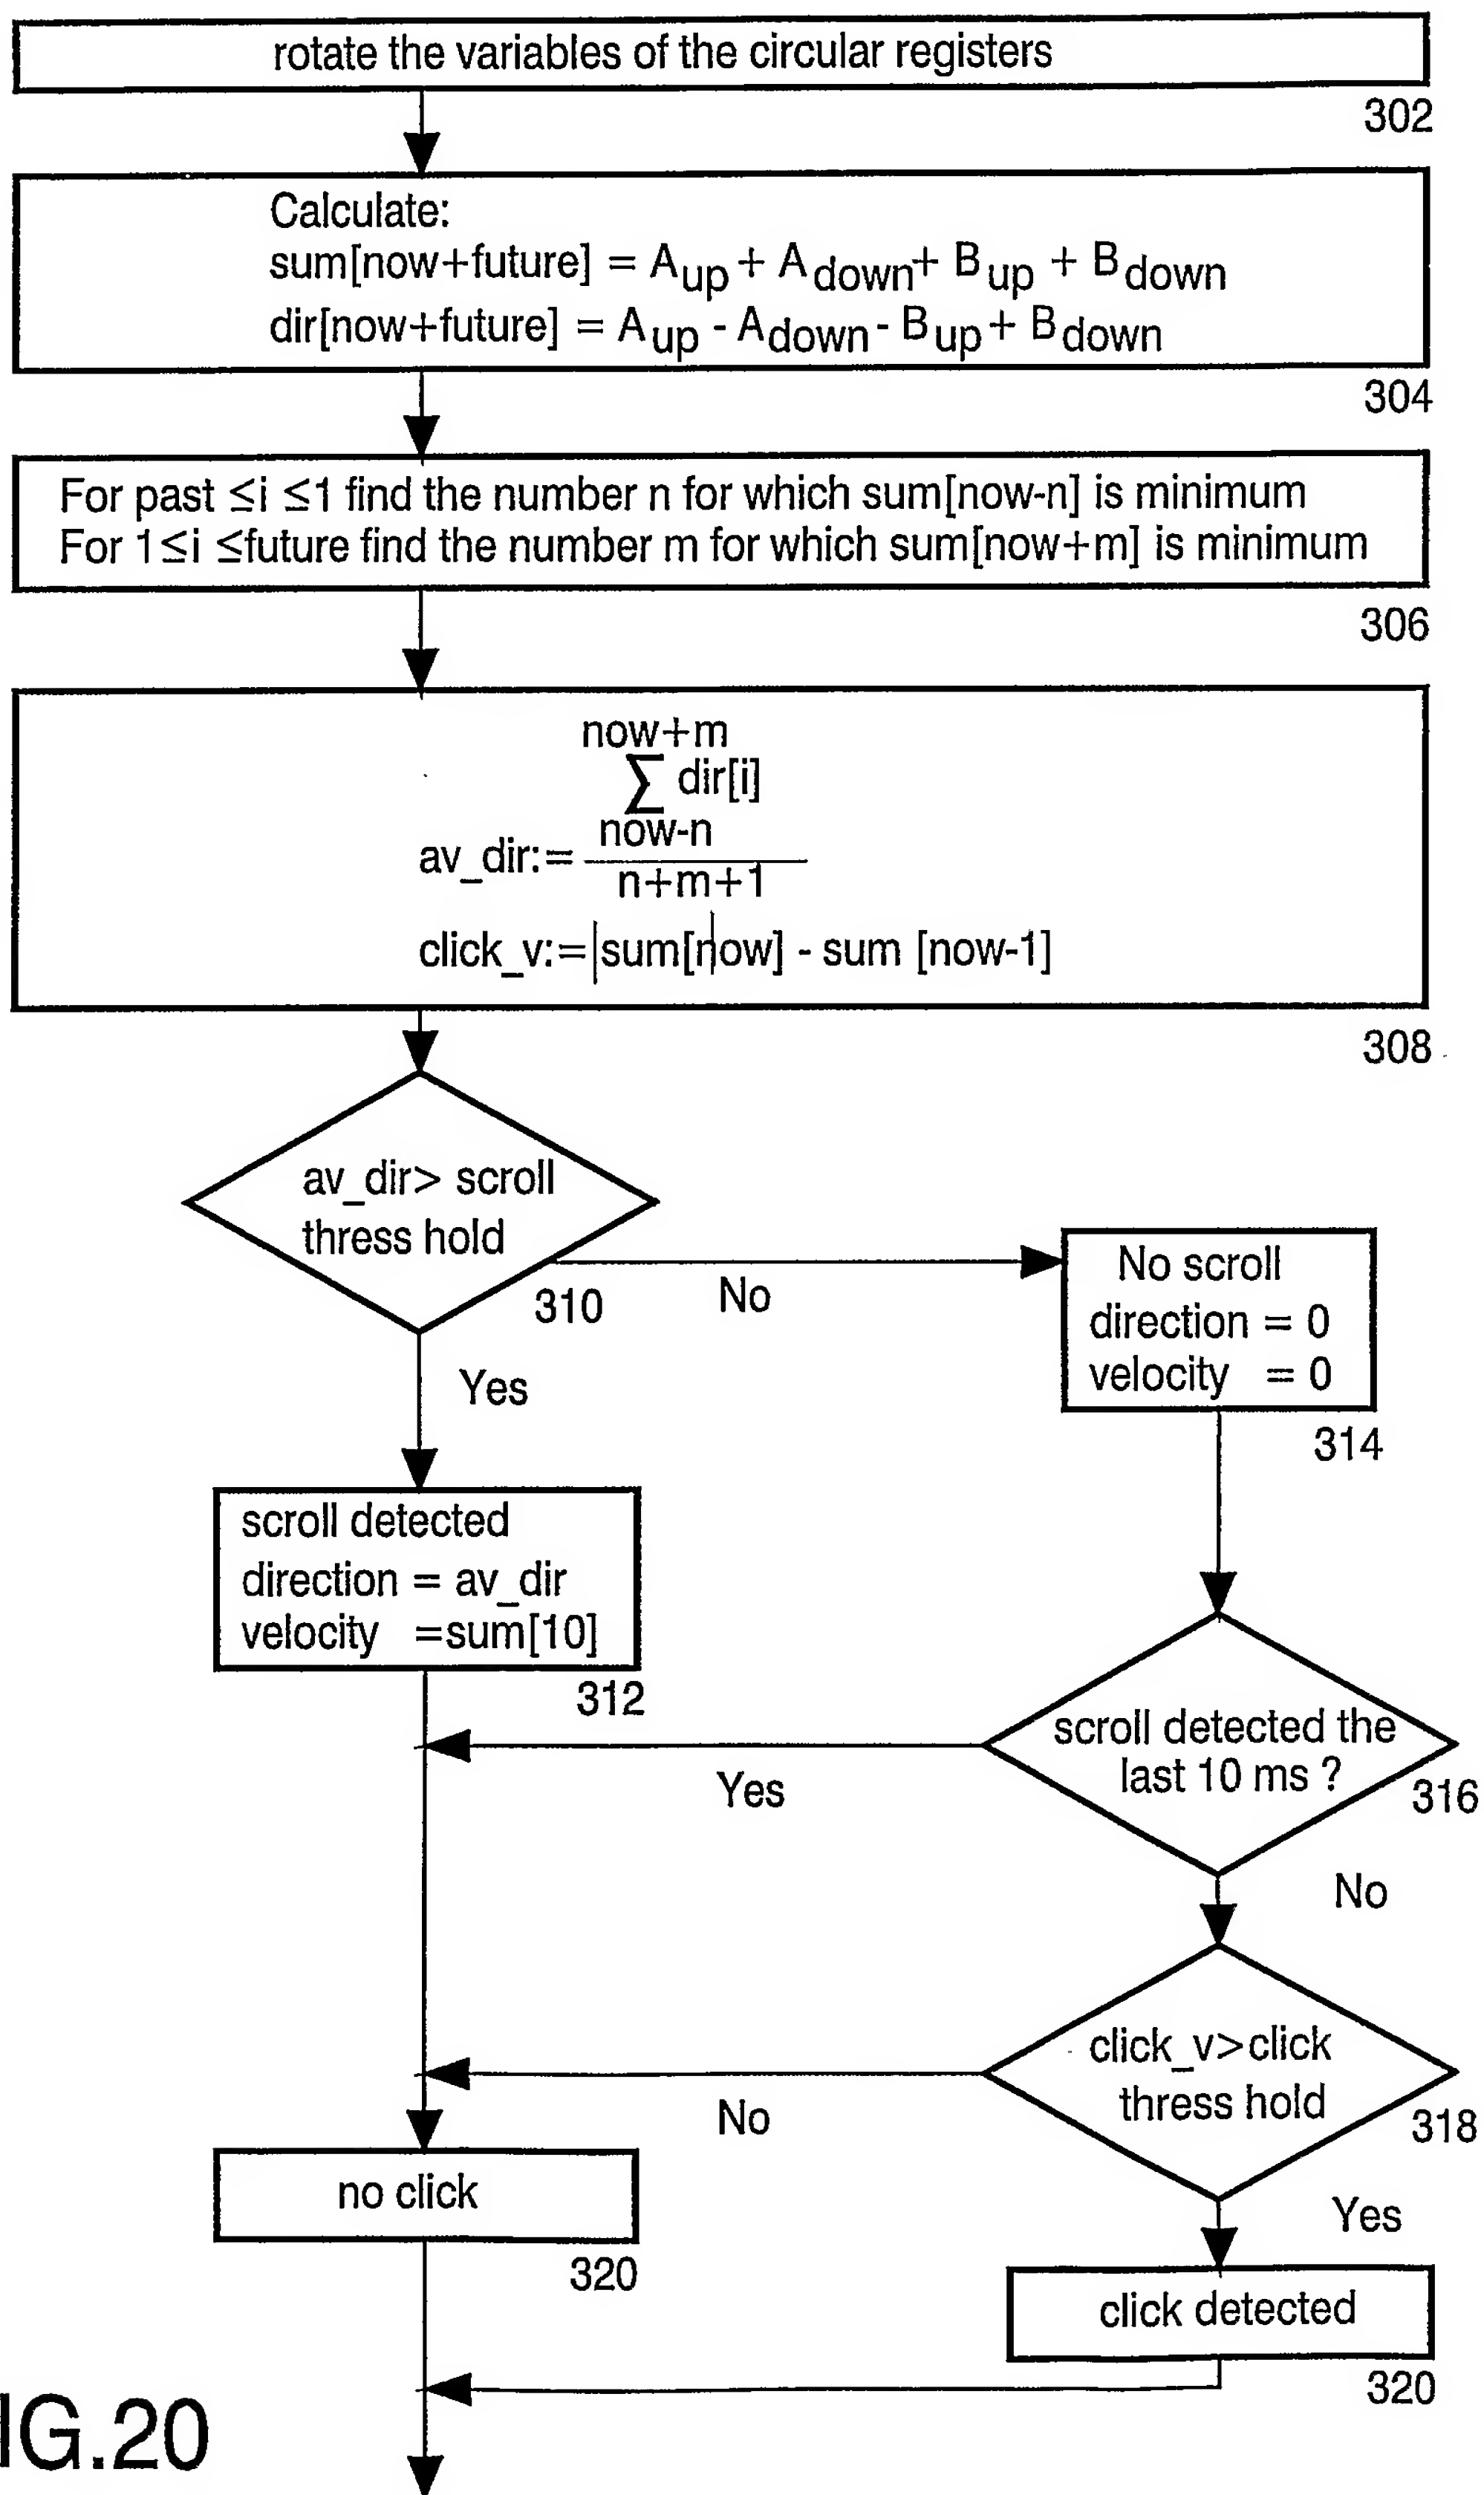 rotate the variables of the circular registers
302
Calculate:
sum[now+future] = Aup + Adown+ Bup + Bdown
dir[now+future] = Aup - Adown - Bup + Bdown
304
For past ≤i ≤1 find the number n for which sum[now-n] is minimum
For 1≤i ≤future find the number m for which sum[now+m] is minimum
306
now+m
∑ dir[i]
now-n
av_dir:=
n+m+1
click_v:=|sum[n|ow] - sum [now-1]
308
av_dir> scroll
thress hold
310
No
No scroll
direction = 0
velocity = 0
314
Yes
scroll detected
direction = av_dir
velocity =sum[10]
312
scroll detected the
last 10 ms ?
316
Yes
No
click_v>click
thress hold
318
No
no click
320
Yes
click detected
320
IG.20